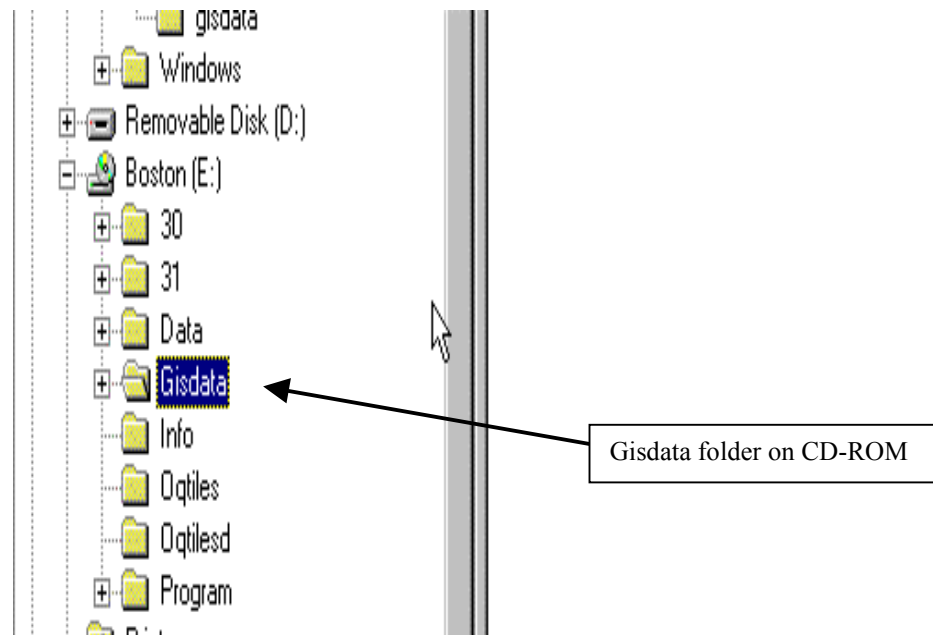 gisdata
Windows
Removable Disk (D:)
Boston (E:)
30
31
Data
Gisdata
Gisdata folder on CD-ROM
Info
Oqtiles
Oqtilesd
Program